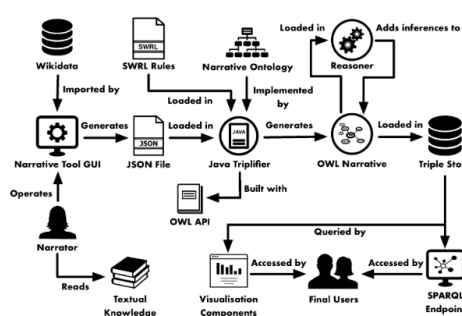 SWRL
Loaded in
Adds inferences to
Wikidata
SWRL Rules
Narrative Ontology
Reasoner
Imported by
Loaded in
Implemented
by
Generates
Loaded in
Generates
Loaded in
JSON
JAVA
Narrative Tool GUI
JSON File
Java Triplifier
OWL Narrative
Triple Sto
Operates
Built with
OWL API
Queried by
Narrator
Accessed by
Accessed by
Reads
Textual
Knowledge
Visualisation
Components
Final Users
SPARQL
Endpoin